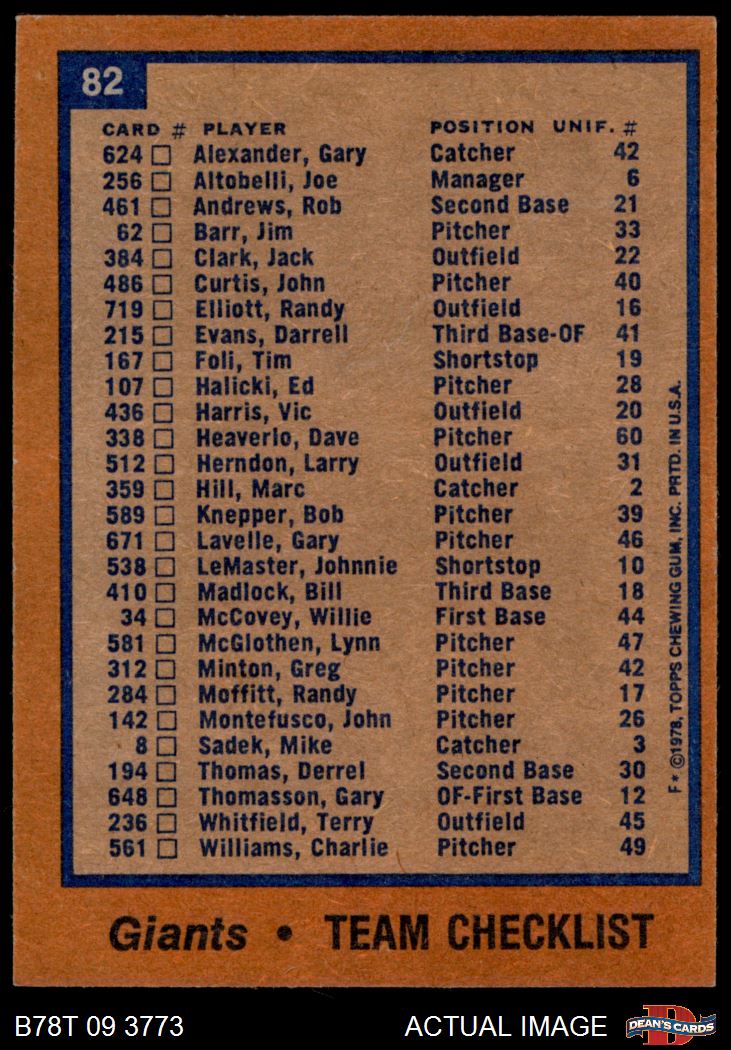 82
CARD # PLAYER POSITION UNIF. #
624 Alexander, Gary Catcher 42
256 Altobelli, Joe Manager 6
461 Andrews, Rob Second Base 21
62 Barr, Jim Pitcher 33
384 Clark, Jack Outfield 22
486 Curtis, John Pitcher 40
719 Elliott, Randy Outfield 16
215 Evans, Darrell Third Base-OF 41
167 Foli, Tim Shortstop 19
107 Halicki, Ed Pitcher 28
436 Harris, Vic Outfield 20
338 Heaverlo, Dave Pitcher 60
512 Herndon, Larry Outfield 31
359 Hill, Marc Catcher 2
589 Knepper, Bob Pitcher 39
671 Lavelle, Gary Pitcher 46
538 LeMaster, Johnnie Shortstop 10
410 Madlock, Bill Third Base 18
34 McCovey, Willie First Base 44
581 McGlothen, Lynn Pitcher 47
312 Minton, Greg Pitcher 42
284 Moffitt, Randy Pitcher 17
142 Montefusco, John Pitcher 26
8 Sadek, Mike Catcher 3
194 Thomas, Derrel Second Base 30
648 Thomasson, Gary OF-First Base 12
236 Whitfield, Terry Outfield 45
561 Williams, Charlie Pitcher 49
F* ©1978, TOPPS CHEWING GUM, INC. PRTD. IN U.S.A.
Giants • TEAM CHECKLIST
B78T 09 3773 ACTUAL IMAGE
D
DEAN'S CARDS